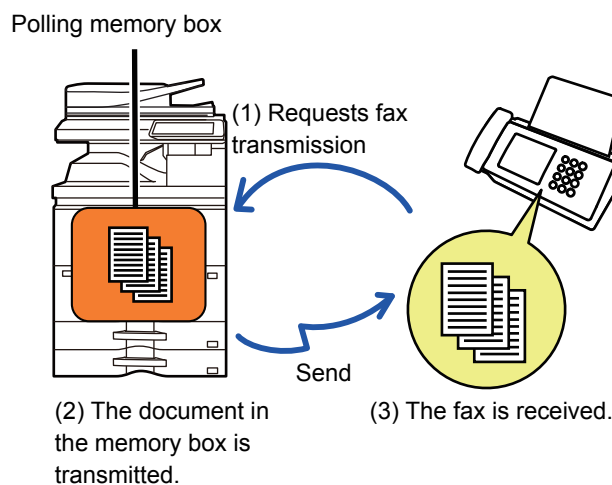 Polling memory box
(1) Requests fax
transmission
Send
(2) The document in
the memory box is
transmitted.
(3) The fax is received.